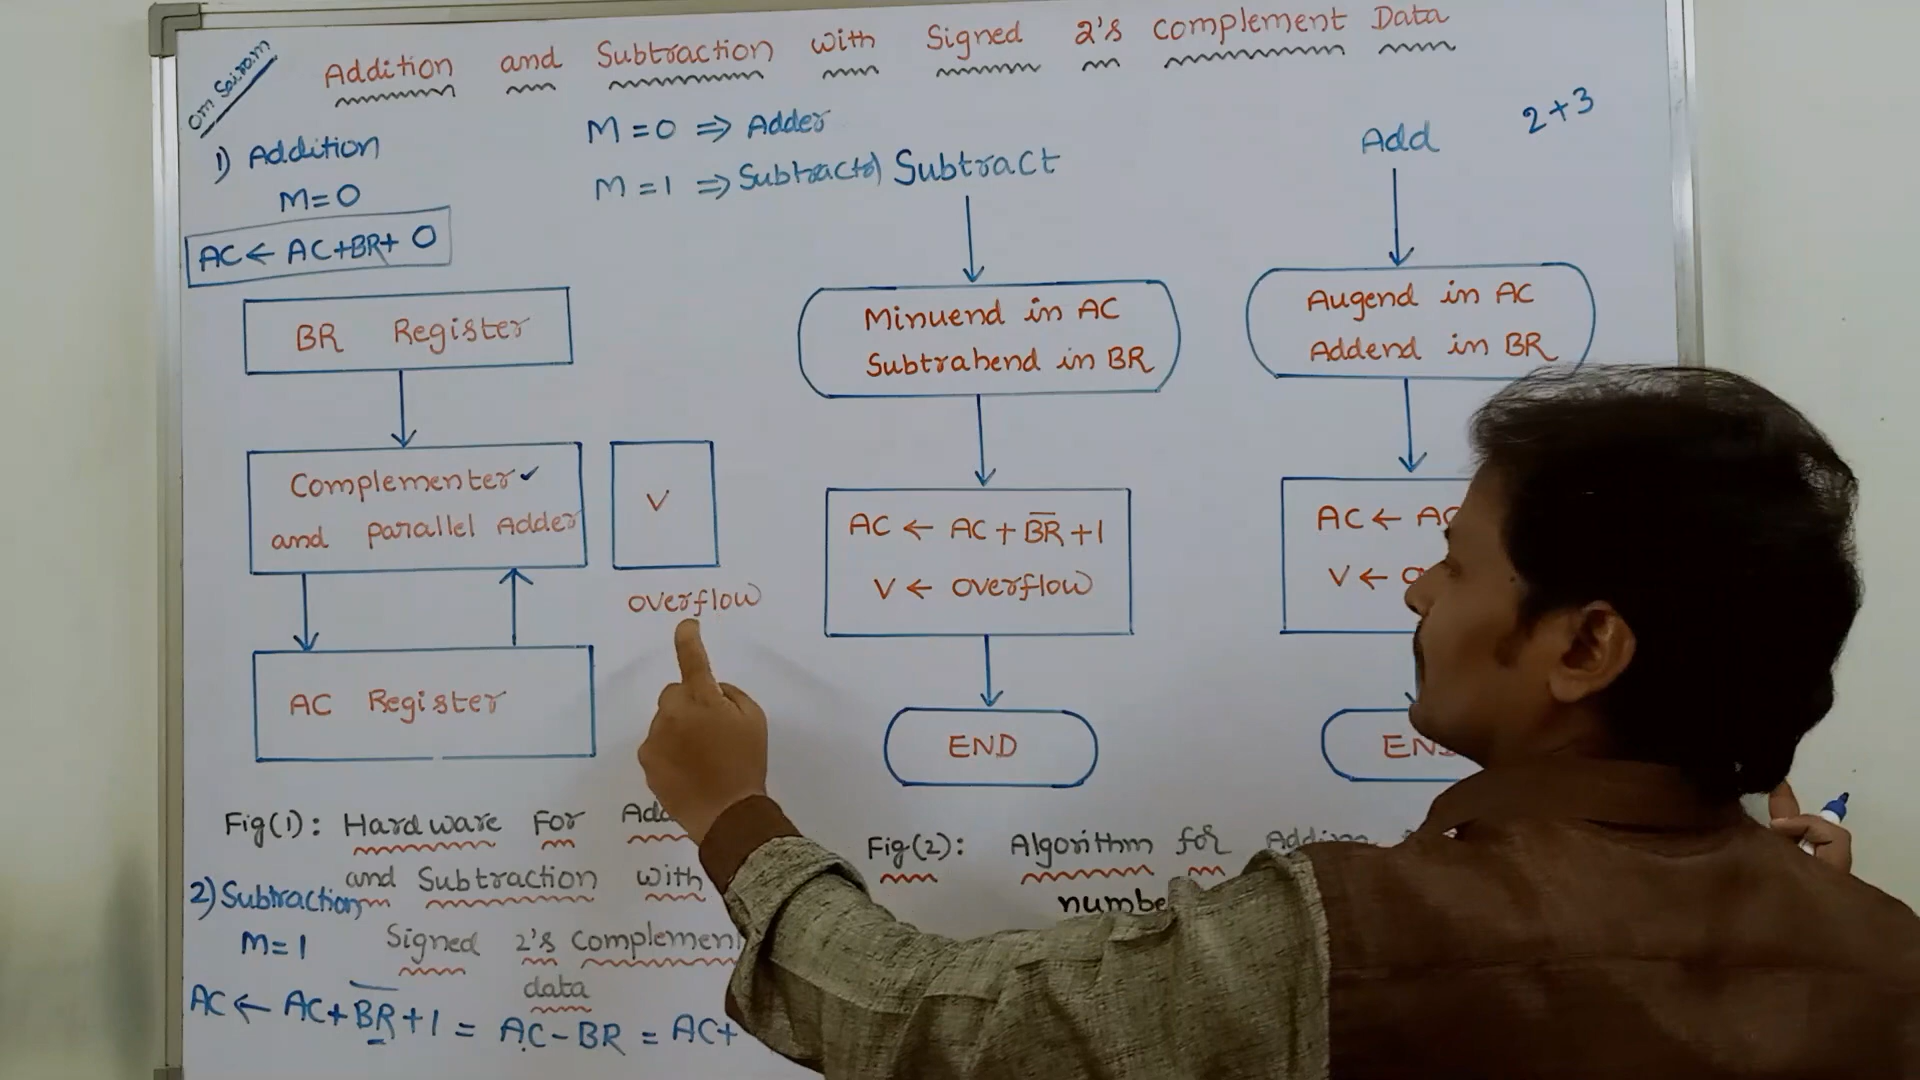 Om Sairam
Addition and Subtraction with Signed 2's Complement Data
1) Addition
M=0
AC ← AC+BR+ 0
M=0 ⇒ Adder
M=1 ⇒ Subtractor
Subtract
Add
2+3
BR Register
Complementer✓
and parallel Adder
V
overflow
AC Register
Minuend in AC
Subtrahend in BR
AC ← AC + B̅R̅ +1
V ← overflow
END
Augend in AC
Addend in BR
AC ←
V ←
Fig(1): Hardware For
and Subtraction with
Signed 2's Complement
data
Fig(2): Algorithm for Adding
2) Subtraction
M=1
AC ← AC+B̅R̅+1 = AC-BR = AC+